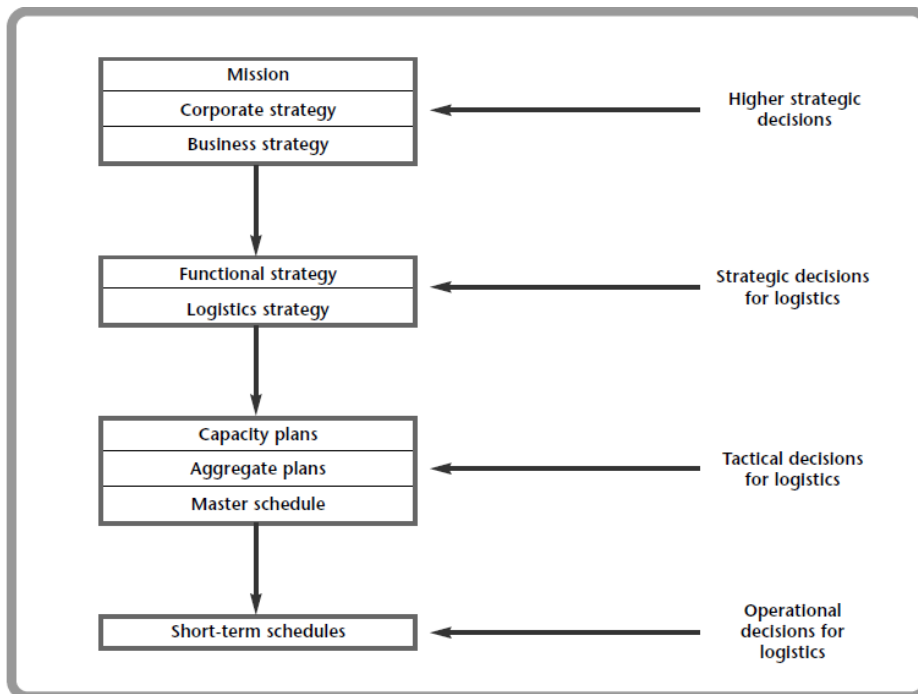 Mission
Corporate strategy
Business strategy
Higher strategic
decisions
Functional strategy
Logistics strategy
Strategic decisions
for logistics
Capacity plans
Aggregate plans
Master schedule
Tactical decisions
for logistics
Short-term schedules
Operational
decisions for
logistics